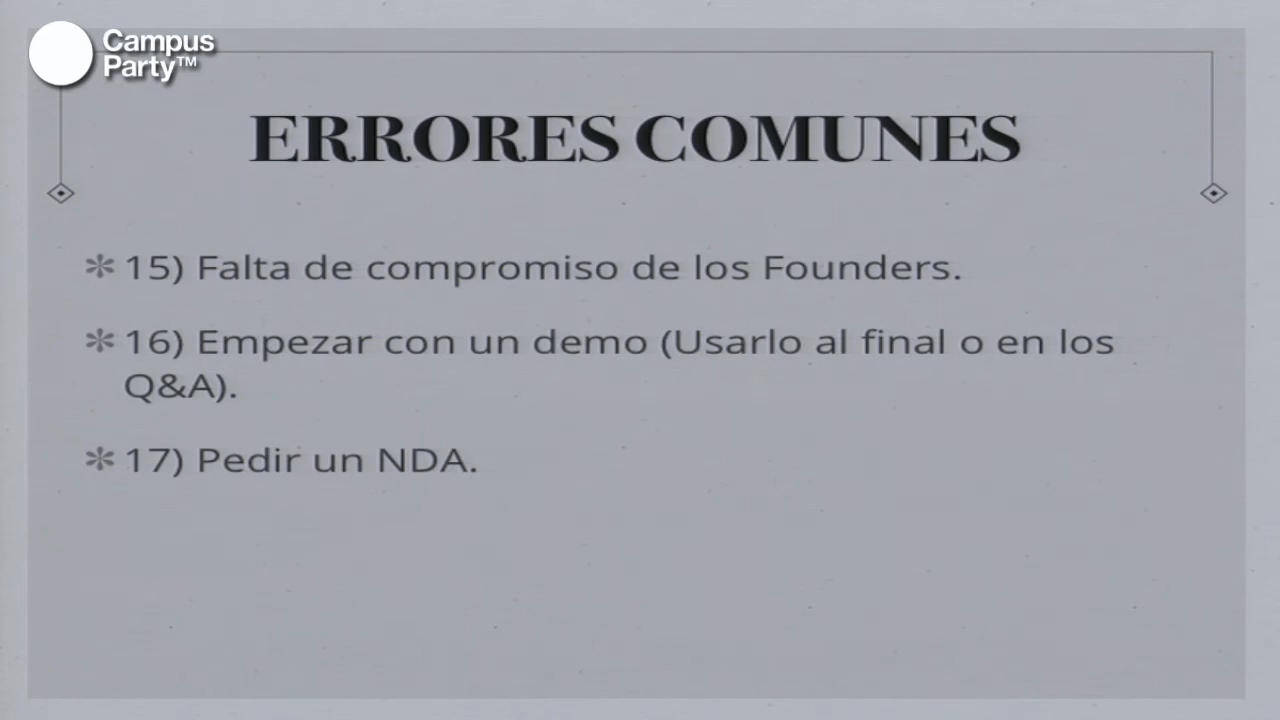 Campus
Party™
ERRORES COMUNES
15) Falta de compromiso de los Founders.
16) Empezar con un demo (Usarlo al final o en los
Q&A).
17) Pedir un NDA.